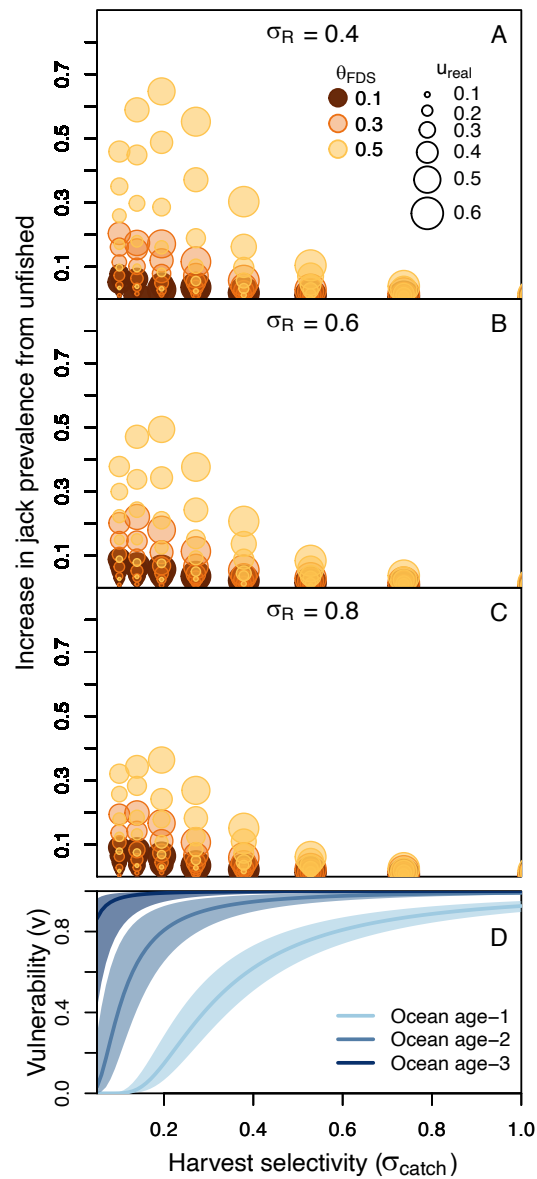 σR = 0.4
A
θFDS
0.1
0.3
0.5
ureal
0.1
0.2
0.3
0.4
0.5
0.6
0.7
0.5
0.3
0.1
σR = 0.6
B
0.7
0.5
0.3
0.1
σR = 0.8
C
0.7
0.5
0.3
0.1
Increase in jack prevalence from unfished
D
0.8
0.4
0.0
Vulnerability (v)
Ocean age-1
Ocean age-2
Ocean age-3
0.2 0.4 0.6 0.8 1.0
Harvest selectivity (σcatch)